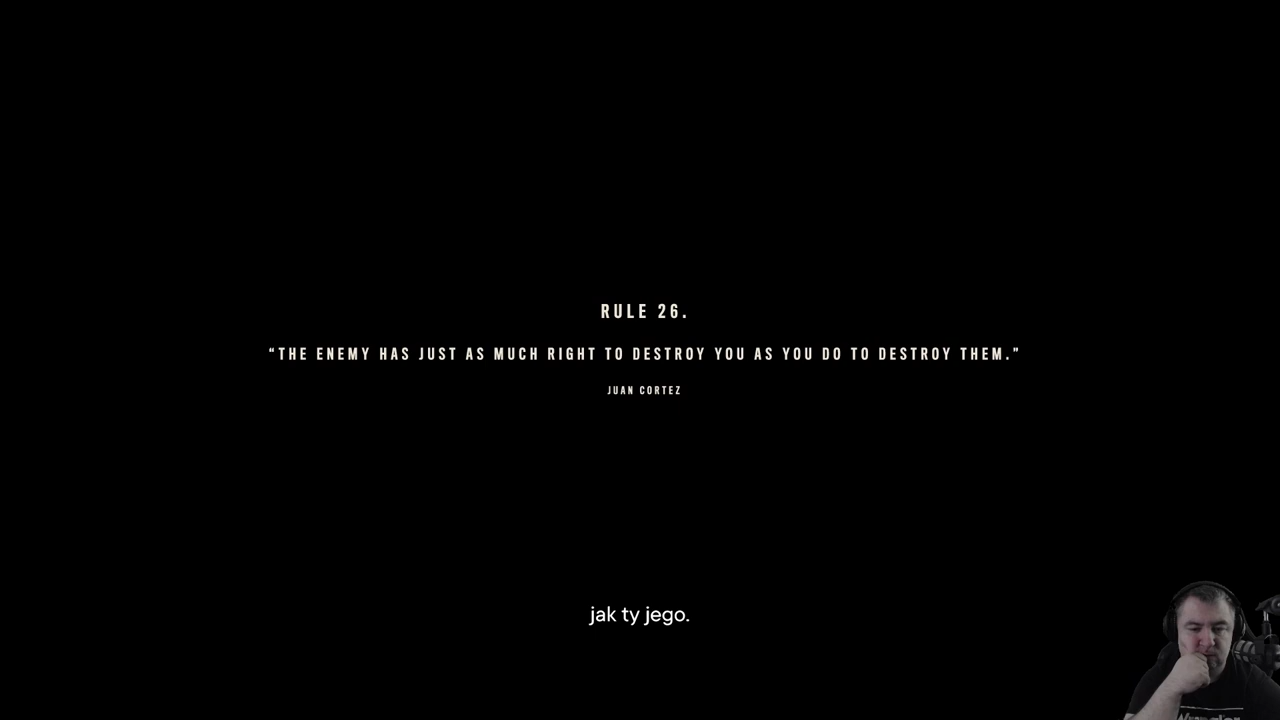 RULE 26.
“THE ENEMY HAS JUST AS MUCH RIGHT TO DESTROY YOU AS YOU DO TO DESTROY THEM.”
JUAN CORTEZ
jak ty jego.
Wrangler